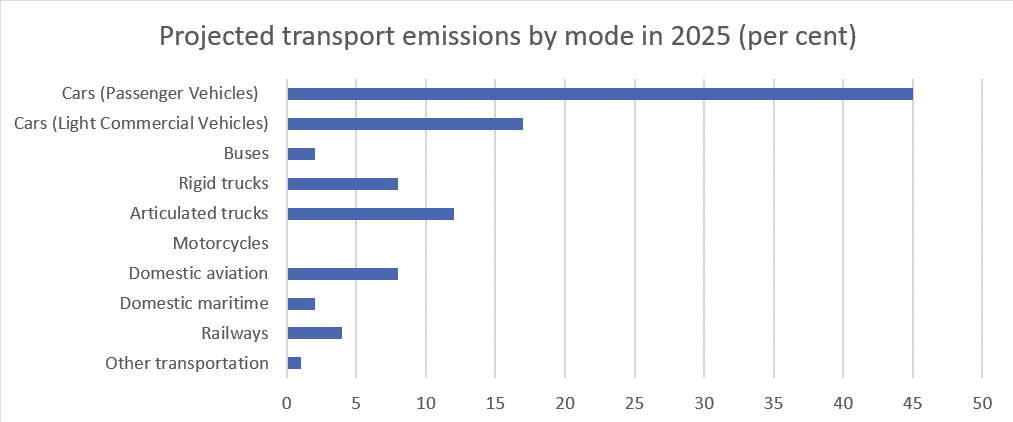 Projected transport emissions by mode in 2025 (per cent)
Cars (Passenger Vehicles)
Cars (Light Commercial Vehicles)
Buses
Rigid trucks
Articulated trucks
Motorcycles
Domestic aviation
Domestic maritime
Railways
Other transportation
0 5 10 15 20 25 30 35 40 45 50